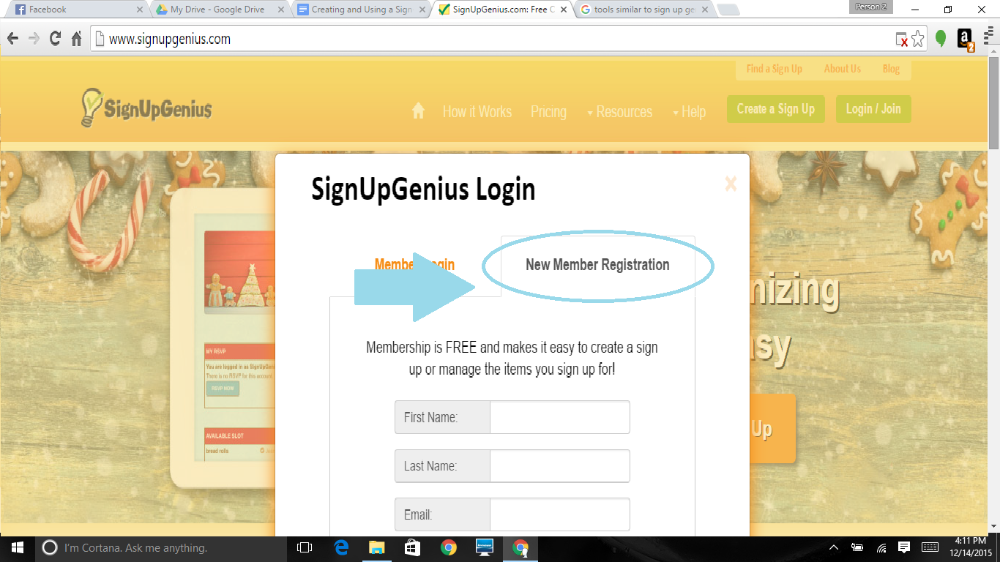 Facebook
My Drive - Google Drive
Creating and Using a Sign
SignUpGenius.com: Free C
tools similar to sign up ge
Person 2
www.signupgenius.com
2
Find a Sign Up
About Us
Blog
SignUpGenius
How it Works
Pricing
Resources
Help
Create a Sign Up
Login / Join
SignUpGenius Login
×
New Member Registration
Membership is FREE and makes it easy to create a sign
up or manage the items you sign up for!
First Name:
Last Name:
Email:
MY RSVP
You are logged in as SignUpGeni
There is no RSVP for this account.
RSVP NOW
AVAILABLE SLOT
bread rolls
nizing
asy
Up
I'm Cortana. Ask me anything.
4:11 PM
12/14/2015